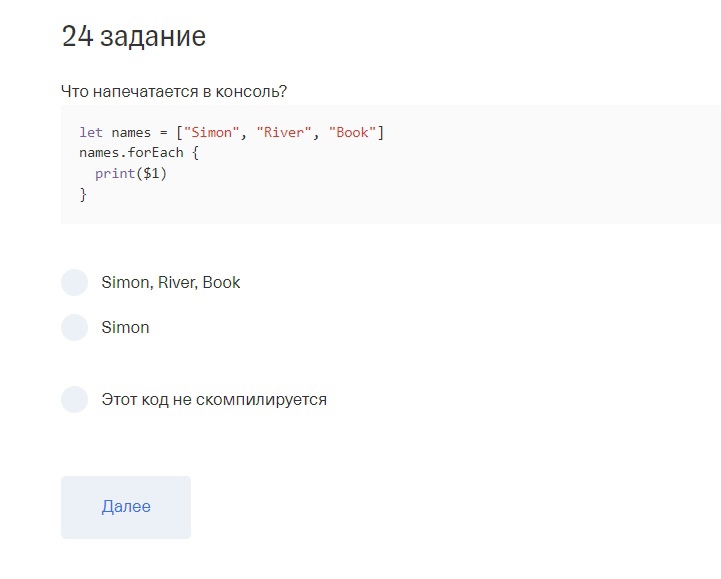 24 задание
Что напечатается в консоль?
let names = ["Simon", "River", "Book"]
names.forEach {
  print($1)
}
Simon, River, Book
Simon
Этот код не скомпилируется
Далее